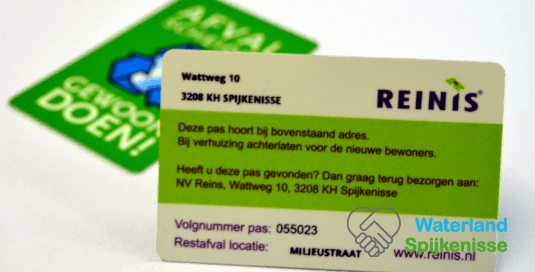 AFVAL
GEWOON
DOEN!
Wattweg 10
3208 KH SPIJKENISSE
REINIS
Deze pas hoort bij bovenstaand adres.
Bij verhuizing achterlaten voor de nieuwe bewoners.
Heeft u deze pas gevonden? Dan graag terug bezorgen aan:
NV Reins, Wattweg 10, 3208 KH Spijkenisse
Volgnummer pas: 055023
Restafval locatie: MILIEUSTRAAT www.reinis.nl
Waterland
Spijkenisse